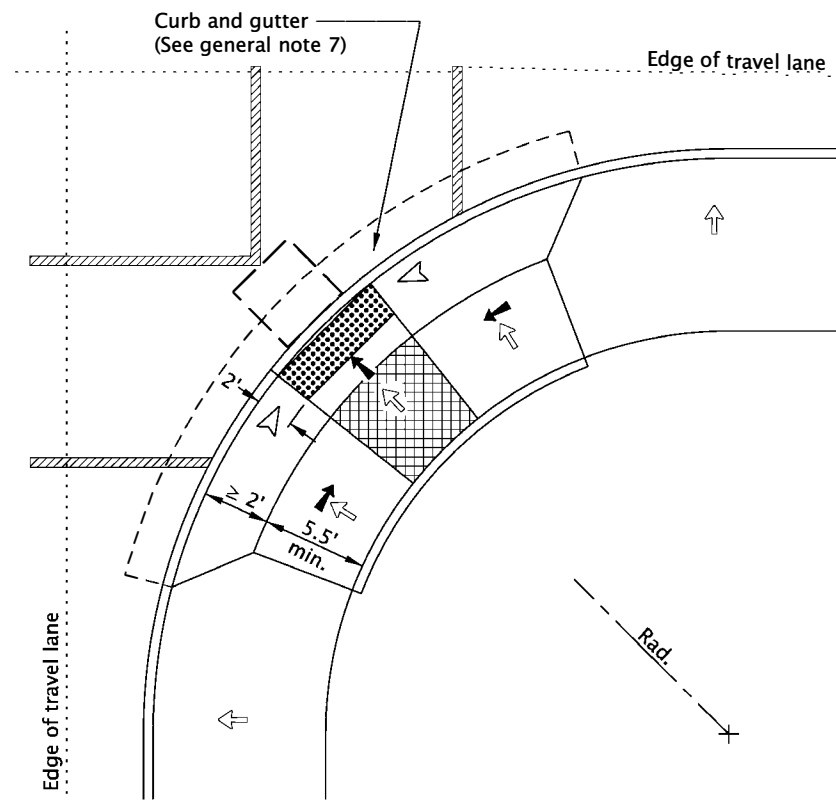 Curb and gutter
(See general note 7)
Edge of travel lane
2'
≥ 2'
5.5'
min.
Rad.
Edge of travel lane